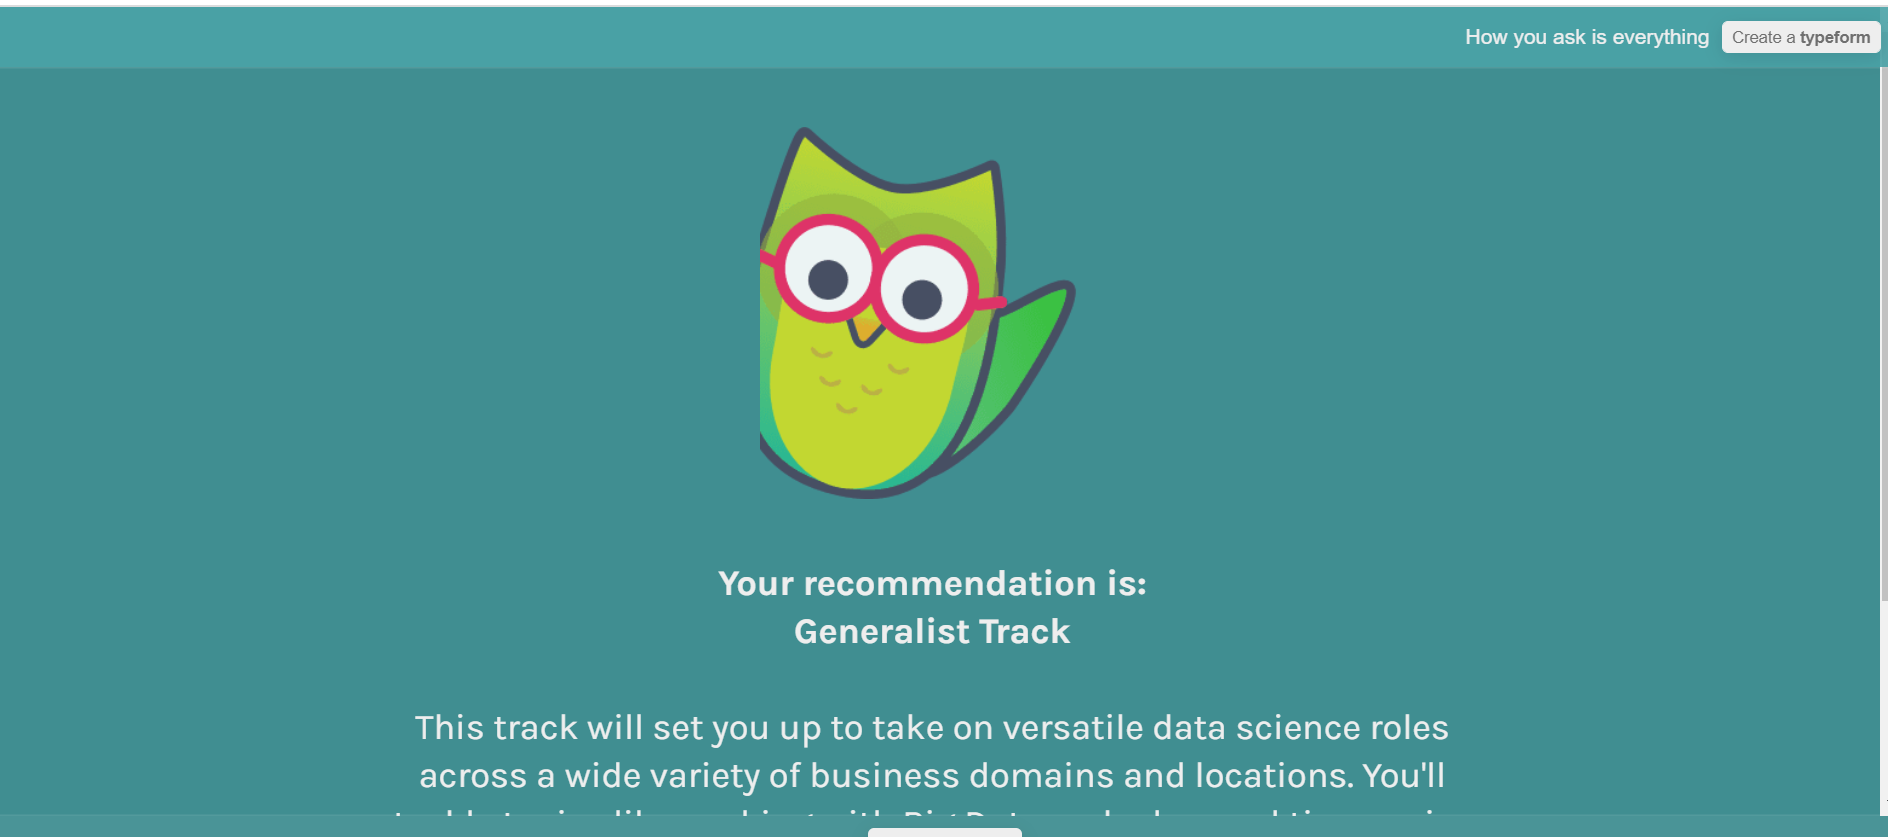 How you ask is everything Create a typeform
Your recommendation is:
Generalist Track
This track will set you up to take on versatile data science roles
across a wide variety of business domains and locations. You'll